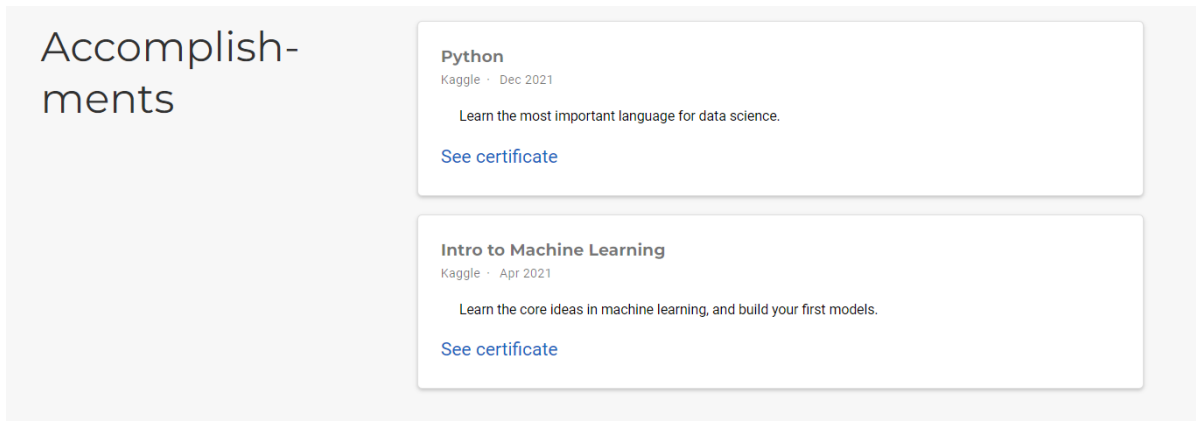 Accomplish-
ments
Python
Kaggle · Dec 2021
Learn the most important language for data science.
See certificate
Intro to Machine Learning
Kaggle · Apr 2021
Learn the core ideas in machine learning, and build your first models.
See certificate